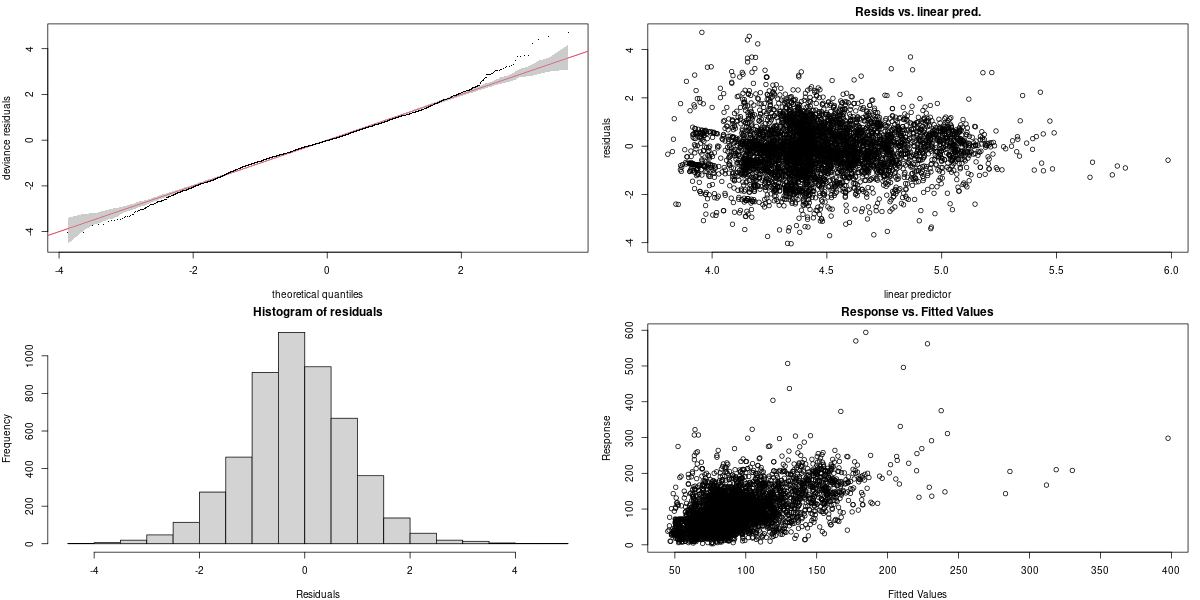 4
2
0
-2
-4
deviance residuals
-4 -2 0 2
theoretical quantiles
Resids vs. linear pred.
4
2
0
-2
-4
residuals
4.0 4.5 5.0 5.5 6.0
linear predictor
Histogram of residuals
1000
800
600
400
200
0
Frequency
-4 -2 0 2 4
Residuals
Response vs. Fitted Values
600
500
400
300
200
100
0
Response
50 100 150 200 250 300 350 400
Fitted Values